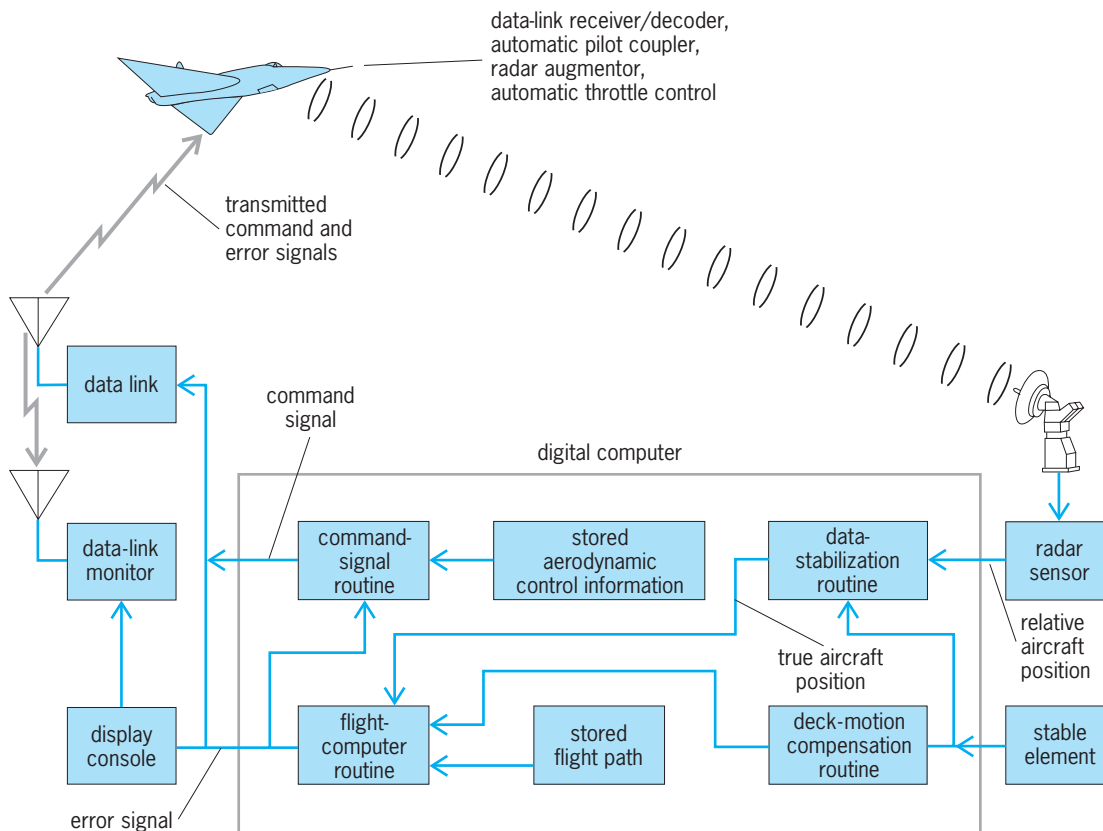 data-link receiver/decoder,
automatic pilot coupler,
radar augmentor,
automatic throttle control
transmitted
command and
error signals
data link
command
signal
digital computer
data-link
monitor
command-
signal
routine
stored
aerodynamic
control information
data-
stabilization
routine
radar
sensor
true aircraft
position
relative
aircraft
position
display
console
flight-
computer
routine
stored
flight path
deck-motion
compensation
routine
stable
element
error signal